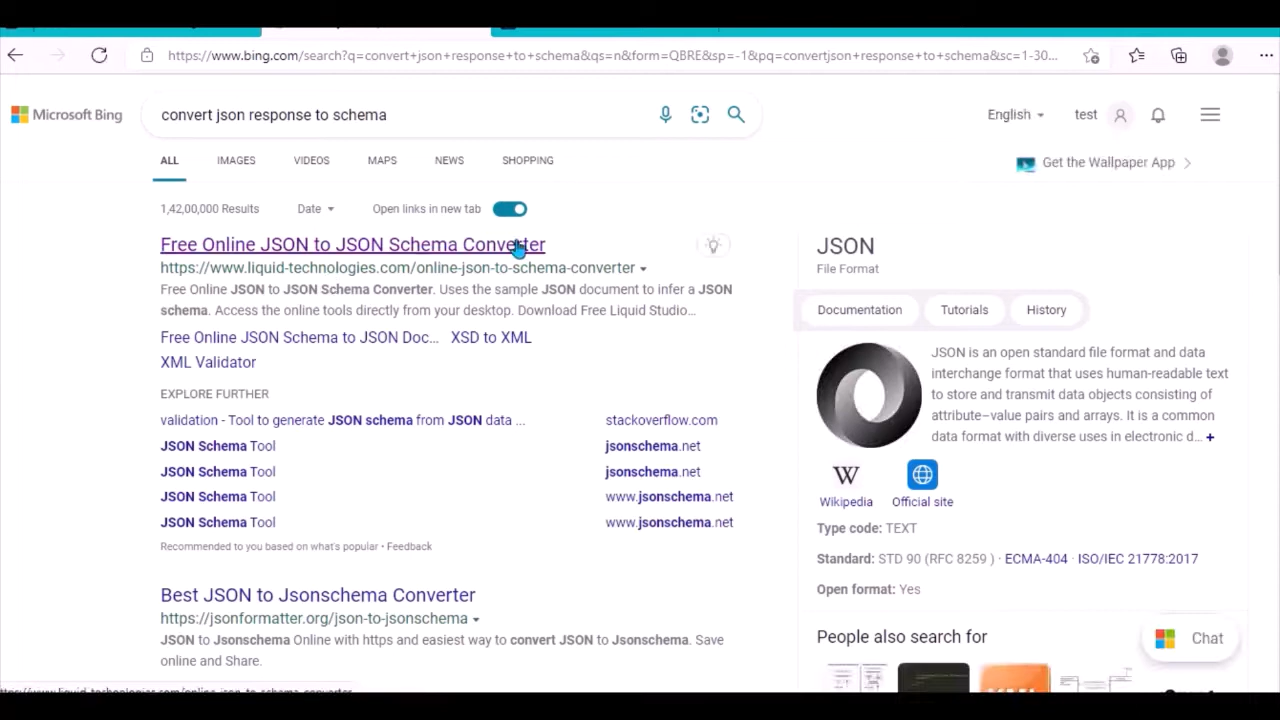 https://www.bing.com/search?q=convert+json+response+to+schema&qs=n&form=QBRE&sp=-1&pq=convertjson+response+to+schema&sc=1-30...
Microsoft Bing
convert json response to schema
English
test
ALL
IMAGES
VIDEOS
MAPS
NEWS
SHOPPING
Get the Wallpaper App
1,42,00,000 Results
Date
Open links in new tab
Free Online JSON to JSON Schema Converter
https://www.liquid-technologies.com/online-json-to-schema-converter
Free Online JSON to JSON Schema Converter. Uses the sample JSON document to infer a JSON
schema. Access the online tools directly from your desktop. Download Free Liquid Studio...
Free Online JSON Schema to JSON Doc... XSD to XML
XML Validator
EXPLORE FURTHER
validation - Tool to generate JSON schema from JSON data ... stackoverflow.com
JSON Schema Tool jsonschema.net
JSON Schema Tool jsonschema.net
JSON Schema Tool www.jsonschema.net
JSON Schema Tool www.jsonschema.net
Recommended to you based on what's popular • Feedback
Best JSON to Jsonschema Converter
https://jsonformatter.org/json-to-jsonschema
JSON to Jsonschema Online with https and easiest way to convert JSON to Jsonschema. Save
online and Share.
JSON
File Format
Documentation
Tutorials
History
JSON is an open standard file format and data
interchange format that uses human-readable text
to store and transmit data objects consisting of
attribute–value pairs and arrays. It is a common
data format with diverse uses in electronic d... +
W
Wikipedia
Official site
Type code: TEXT
Standard: STD 90 (RFC 8259 ) · ECMA-404 · ISO/IEC 21778:2017
Open format: Yes
People also search for
Chat